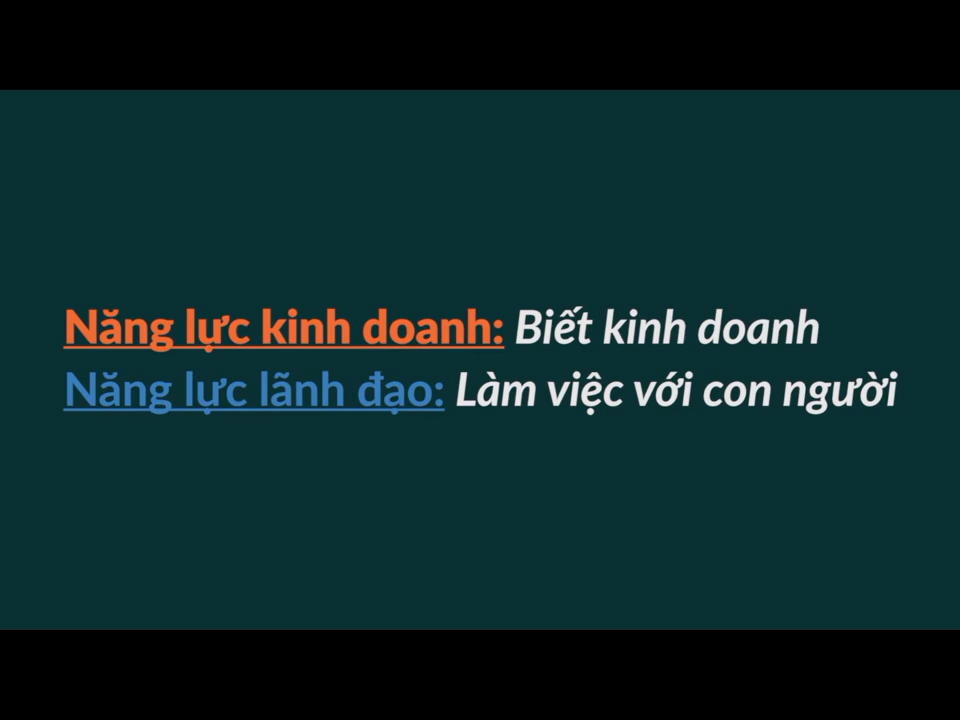 Năng lực kinh doanh: Biết kinh doanh
Năng lực lãnh đạo: Làm việc với con người